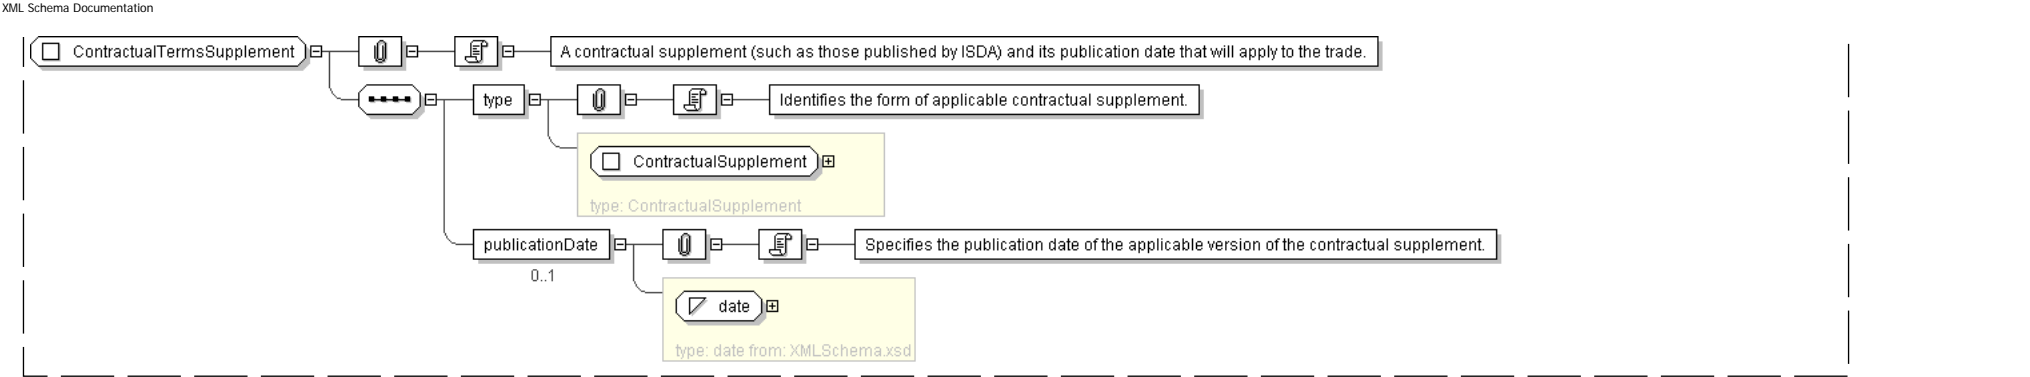 XML Schema Documentation
ContractualTermsSupplement
A contractual supplement (such as those published by ISDA) and its publication date that will apply to the trade.
type
Identifies the form of applicable contractual supplement.
ContractualSupplement
type: ContractualSupplement
publicationDate
Specifies the publication date of the applicable version of the contractual supplement.
0..1
date
type: date from: XMLSchema.xsd